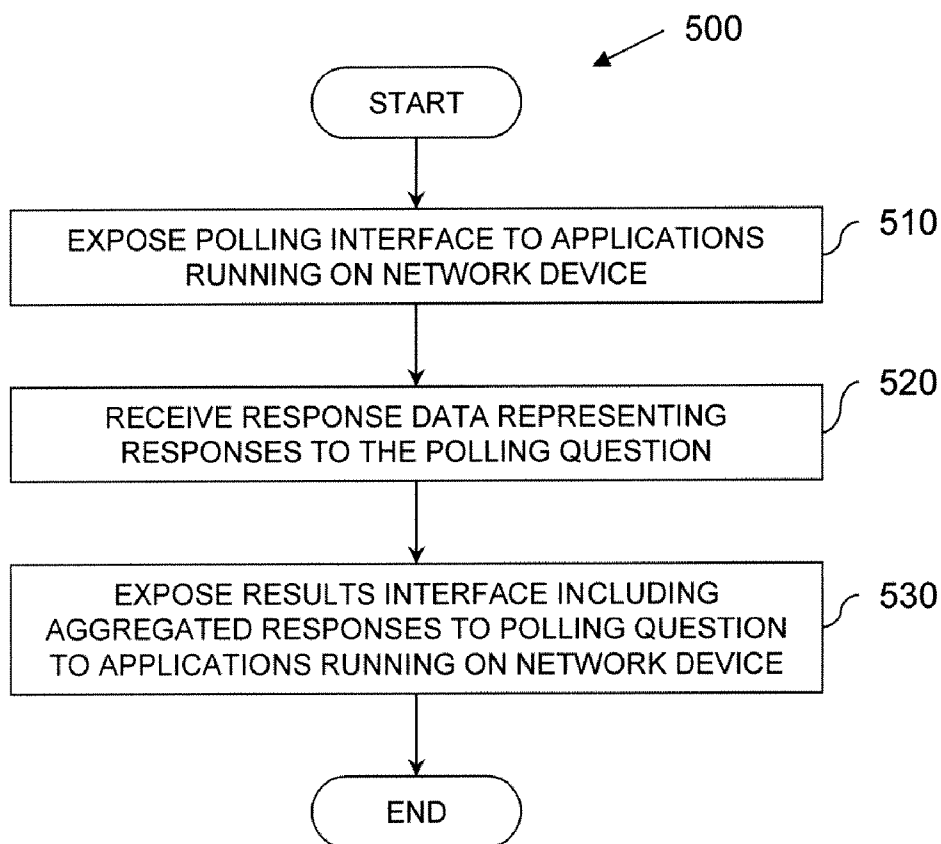 500
START
EXPOSE POLLING INTERFACE TO APPLICATIONS
RUNNING ON NETWORK DEVICE
510
RECEIVE RESPONSE DATA REPRESENTING
RESPONSES TO THE POLLING QUESTION
520
EXPOSE RESULTS INTERFACE INCLUDING
AGGREGATED RESPONSES TO POLLING QUESTION
TO APPLICATIONS RUNNING ON NETWORK DEVICE
530
END